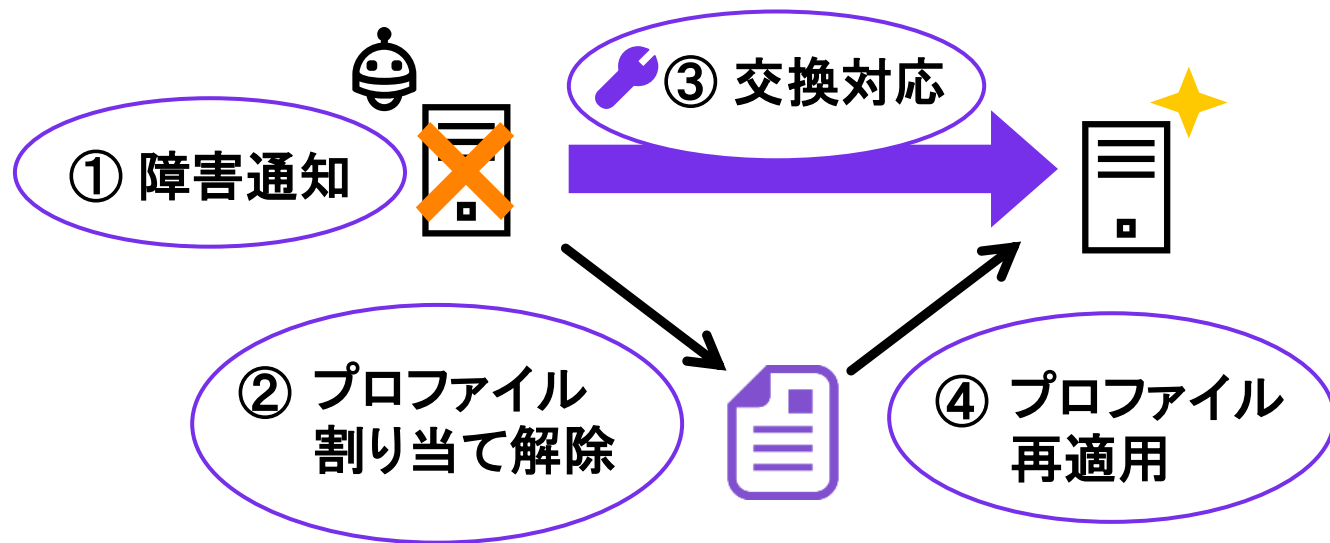 ① 障害通知
② プロファイル
割り当て解除
③ 交換対応
④ プロファイル
再適用